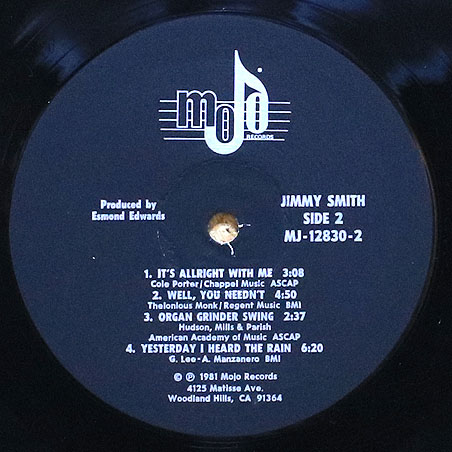 mojo
RECORDS
Produced by
Esmond Edwards
JIMMY SMITH
SIDE 2
MJ-12830-2
1. IT'S ALLRIGHT WITH ME 3:08
Cole Porter/Chappel Music ASCAP
2. WELL, YOU NEEDN'T 4:50
Thelonious Monk/Regent Music BMI
3. ORGAN GRINDER SWING 2:37
Hudson, Mills & Parish
American Academy of Music ASCAP
4. YESTERDAY I HEARD THE RAIN 6:20
G. Lee-A. Manzanero BMI
© ℗ 1981 Mojo Records
4125 Matisse Ave.
Woodland Hills, CA 91364